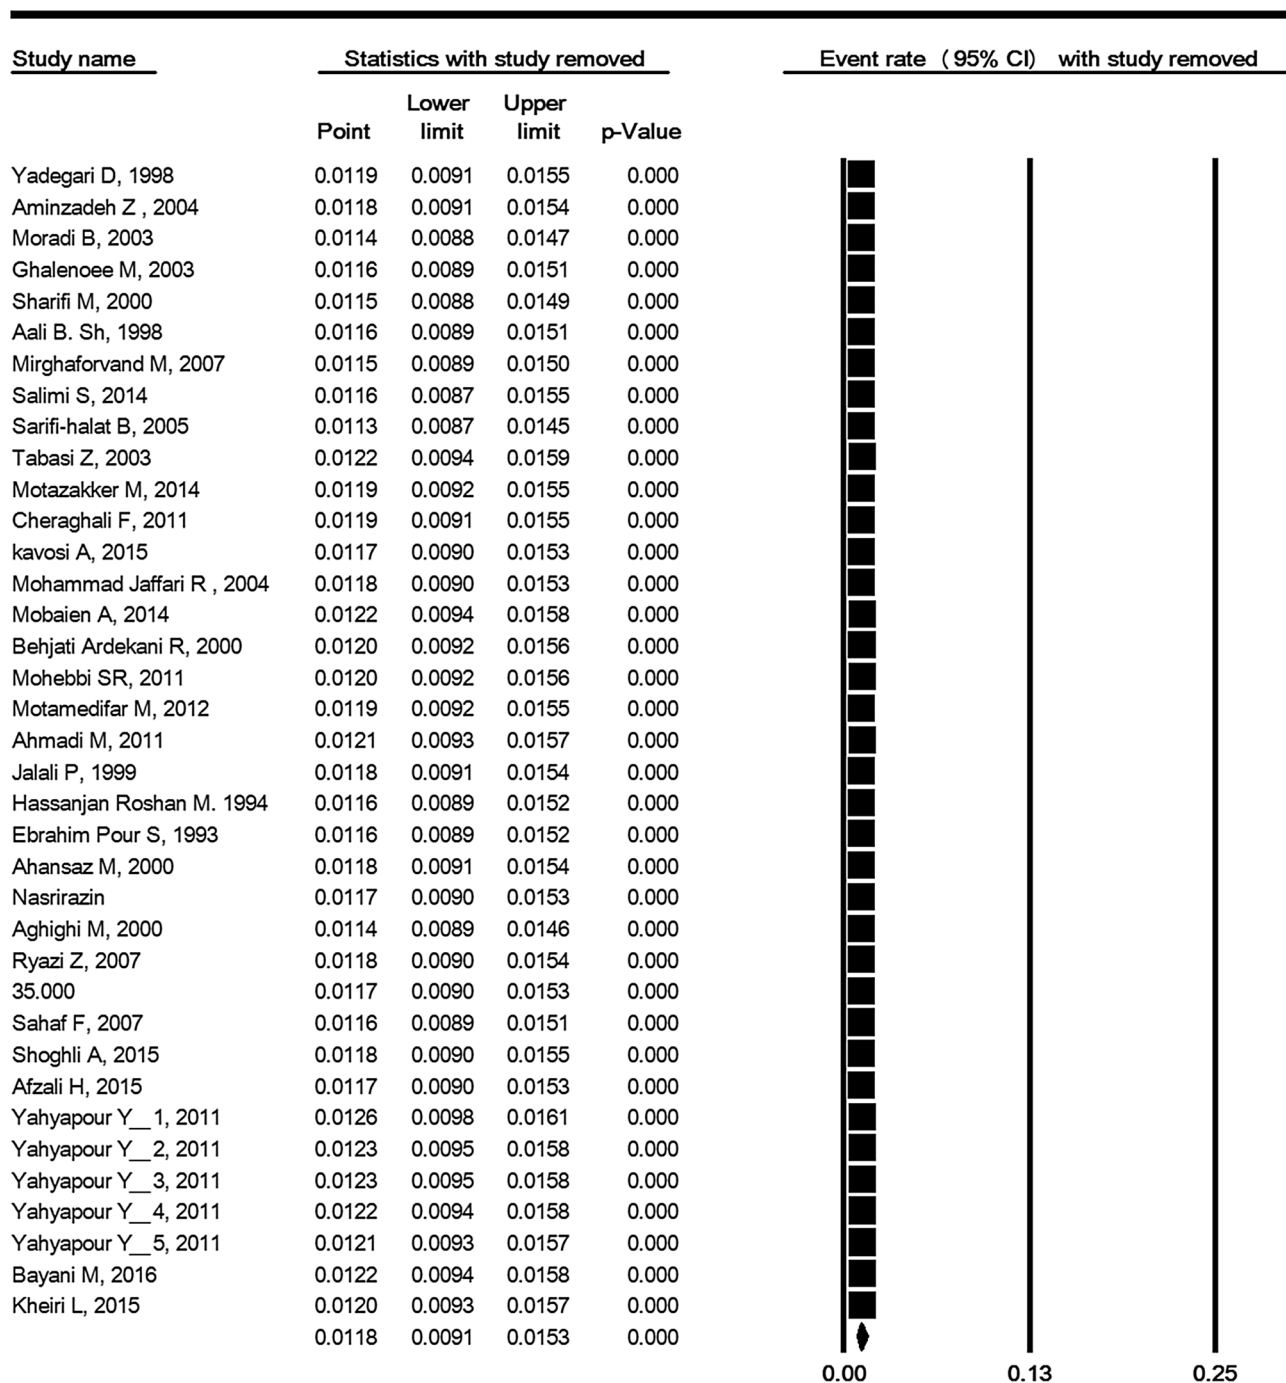 Study name Statistics with study removed Event rate ( 95% CI) with study removed
Lower Upper
Point limit limit p-Value
Yadegari D, 1998 0.0119 0.0091 0.0155 0.000
Aminzadeh Z , 2004 0.0118 0.0091 0.0154 0.000
Moradi B, 2003 0.0114 0.0088 0.0147 0.000
Ghalenoee M, 2003 0.0116 0.0089 0.0151 0.000
Sharifi M, 2000 0.0115 0.0088 0.0149 0.000
Aali B. Sh, 1998 0.0116 0.0089 0.0151 0.000
Mirghaforvand M, 2007 0.0115 0.0089 0.0150 0.000
Salimi S, 2014 0.0116 0.0087 0.0155 0.000
Sarifi-halat B, 2005 0.0113 0.0087 0.0145 0.000
Tabasi Z, 2003 0.0122 0.0094 0.0159 0.000
Motazakker M, 2014 0.0119 0.0092 0.0155 0.000
Cheraghali F, 2011 0.0119 0.0091 0.0155 0.000
kavosi A, 2015 0.0117 0.0090 0.0153 0.000
Mohammad Jaffari R , 2004 0.0118 0.0090 0.0153 0.000
Mobaien A, 2014 0.0122 0.0094 0.0158 0.000
Behjati Ardekani R, 2000 0.0120 0.0092 0.0156 0.000
Mohebbi SR, 2011 0.0120 0.0092 0.0156 0.000
Motamedifar M, 2012 0.0119 0.0092 0.0155 0.000
Ahmadi M, 2011 0.0121 0.0093 0.0157 0.000
Jalali P, 1999 0.0118 0.0091 0.0154 0.000
Hassanjan Roshan M. 1994 0.0116 0.0089 0.0152 0.000
Ebrahim Pour S, 1993 0.0116 0.0089 0.0152 0.000
Ahansaz M, 2000 0.0118 0.0091 0.0154 0.000
Nasrirazin 0.0117 0.0090 0.0153 0.000
Aghighi M, 2000 0.0114 0.0089 0.0146 0.000
Ryazi Z, 2007 0.0118 0.0090 0.0154 0.000
35.000 0.0117 0.0090 0.0153 0.000
Sahaf F, 2007 0.0116 0.0089 0.0151 0.000
Shoghli A, 2015 0.0118 0.0090 0.0155 0.000
Afzali H, 2015 0.0117 0.0090 0.0153 0.000
Yahyapour Y__1, 2011 0.0126 0.0098 0.0161 0.000
Yahyapour Y__2, 2011 0.0123 0.0095 0.0158 0.000
Yahyapour Y__3, 2011 0.0123 0.0095 0.0158 0.000
Yahyapour Y__4, 2011 0.0122 0.0094 0.0158 0.000
Yahyapour Y__5, 2011 0.0121 0.0093 0.0157 0.000
Bayani M, 2016 0.0122 0.0094 0.0158 0.000
Kheiri L, 2015 0.0120 0.0093 0.0157 0.000
0.0118 0.0091 0.0153 0.000
0.00 0.13 0.25